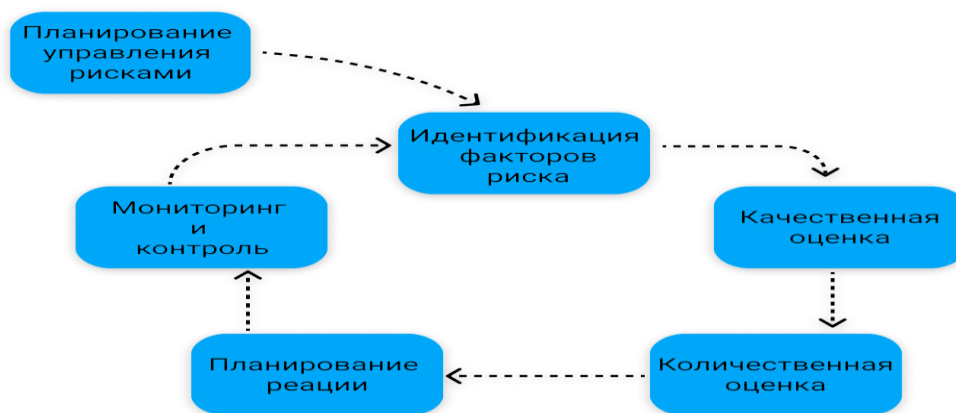 Планирование
управления
рисками
Идентификация
факторов
риска
Мониторинг
и
контроль
Качественная
оценка
Планирование
реации
Количественная
оценка